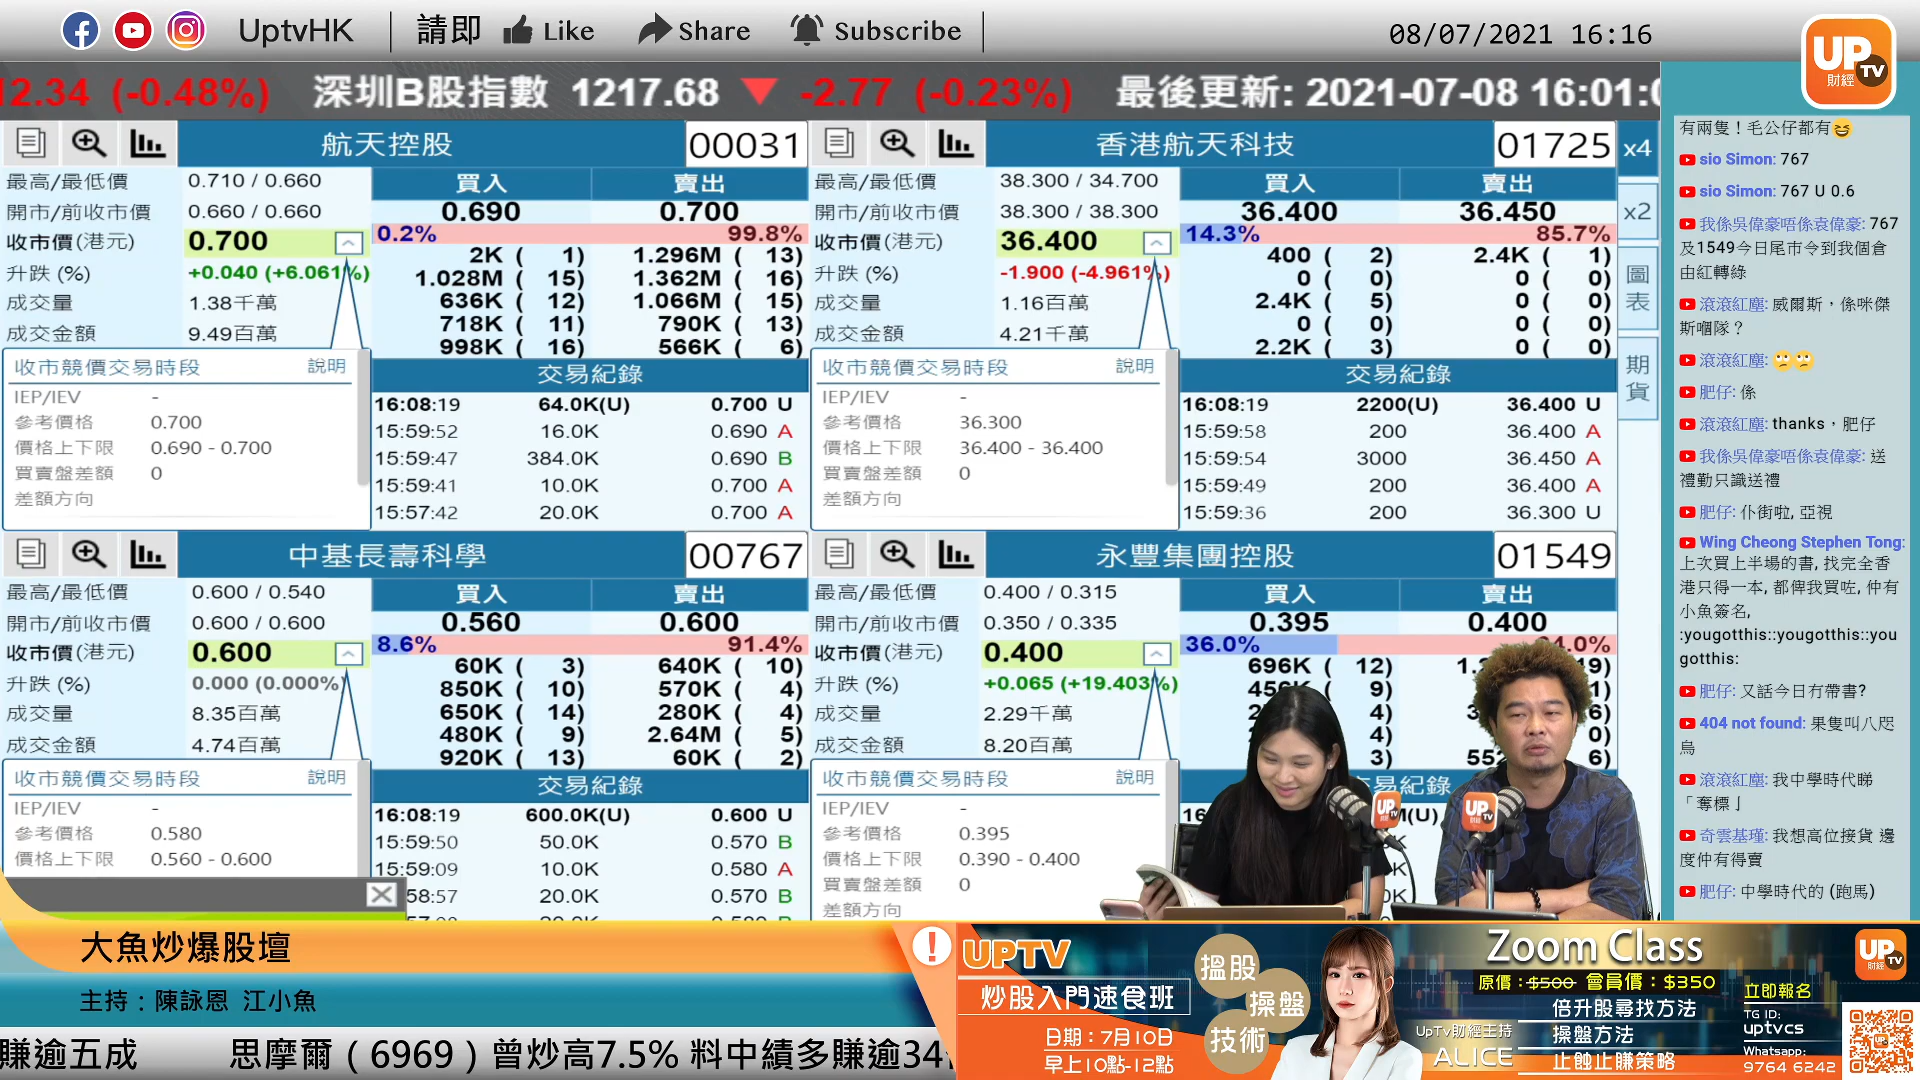 UptvHK 請即 Like Share Subscribe 08/07/2021 16:16
UP TV 財經
12.34 (-0.48%) 深圳B股指數 1217.68 ▼ -2.77 (-0.23%) 最後更新: 2021-07-08 16:01:0
航天控股 00031
最高/最低價 0.710 / 0.660
開市/前收市價 0.660 / 0.660
收市價(港元) 0.700
升跌 (%) +0.040 (+6.061%)
成交量 1.38千萬
成交金額 9.49百萬
買入 賣出
0.690 0.700
0.2% 99.8%
2K ( 1) 1.296M ( 13)
1.028M ( 15) 1.362M ( 16)
636K ( 12) 1.066M ( 15)
718K ( 11) 790K ( 13)
998K ( 16) 566K ( 6)
收市競價交易時段 說明
IEP/IEV -
參考價格 0.700
價格上下限 0.690 - 0.700
買賣盤差額 0
差額方向
交易紀錄
16:08:19 64.0K(U) 0.700 U
15:59:52 16.0K 0.690 A
15:59:47 384.0K 0.690 B
15:59:41 10.0K 0.700 A
15:57:42 20.0K 0.700 A
香港航天科技 01725
最高/最低價 38.300 / 34.700
開市/前收市價 38.300 / 38.300
收市價(港元) 36.400
升跌 (%) -1.900 (-4.961%)
成交量 1.16百萬
成交金額 4.21千萬
買入 賣出
36.400 36.450
14.3% 85.7%
400 ( 2) 2.4K ( 1)
0 ( 0) 0 ( 0)
2.4K ( 5) 0 ( 0)
0 ( 0) 0 ( 0)
2.2K ( 3) 0 ( 0)
收市競價交易時段 說明
IEP/IEV -
參考價格 36.300
價格上下限 36.400 - 36.400
買賣盤差額 0
差額方向
交易紀錄
16:08:19 2200(U) 36.400 U
15:59:58 200 36.400 A
15:59:54 3000 36.450 A
15:59:49 200 36.400 A
15:59:36 200 36.300 U
x4
x2
圖表
期貨
中基長壽科學 00767
最高/最低價 0.600 / 0.540
開市/前收市價 0.600 / 0.600
收市價(港元) 0.600
升跌 (%) 0.000 (0.000%)
成交量 8.35百萬
成交金額 4.74百萬
買入 賣出
0.560 0.600
8.6% 91.4%
60K ( 3) 640K ( 10)
850K ( 10) 570K ( 4)
650K ( 14) 280K ( 4)
480K ( 9) 2.64M ( 5)
920K ( 13) 60K ( 2)
收市競價交易時段 說明
IEP/IEV -
參考價格 0.580
價格上下限 0.560 - 0.600
交易紀錄
16:08:19 600.0K(U) 0.600 U
15:59:50 50.0K 0.570 B
15:59:09 10.0K 0.580 A
58:57 20.0K 0.570 B
永豐集團控股 01549
最高/最低價 0.400 / 0.315
開市/前收市價 0.350 / 0.335
收市價(港元) 0.400
升跌 (%) +0.065 (+19.403%)
成交量 2.29千萬
成交金額 8.20百萬
買入 賣出
0.395 0.400
36.0% 4.0%
696K ( 12)
9)
4)
4) 0)
3) 552 6)
收市競價交易時段 說明
IEP/IEV -
參考價格 0.395
價格上下限 0.390 - 0.400
買賣盤差額 0
差額方向
易紀錄
有兩隻！毛公仔都有😆
sio Simon: 767
sio Simon: 767 U 0.6
我係吳偉豪唔係袁偉豪: 767
及1549今日尾市令到我個倉
由紅轉綠
滾滾紅塵: 威爾斯，係咪傑
斯嗰隊？
滾滾紅塵: 🙄🙄
肥仔: 係
滾滾紅塵: thanks，肥仔
我係吳偉豪唔係袁偉豪: 送
禮勤只識送禮
肥仔: 仆街啦, 亞視
Wing Cheong Stephen Tong:
上次買上半場的書, 找完全香
港只得一本, 都俾我買咗, 仲有
小魚簽名,
:yougotthis::yougotthis::you
gotthis:
肥仔: 又話今日冇帶書?
404 not found: 果隻叫八咫
烏
滾滾紅塵: 我中學時代睇
「奪標」
奇雲基瑾: 我想高位接貨 邊
度仲有得賣
肥仔: 中學時代的 (跑馬)
大魚炒爆股壇
主持：陳詠恩 江小魚
賺逾五成 思摩爾（6969）曾炒高7.5% 料中績多賺逾34
UPTV
炒股入門速食班
日期：7月10日
早上10點-12點
搵股
操盤
技術
Zoom Class
原價：$500 會員價：$350
UpTV財經主持
ALICE
倍升股尋找方法
操盤方法
止蝕止賺策略
UP TV 財經
立即報名
TG ID:
uptvcs
Whatsapp:
9764 6242